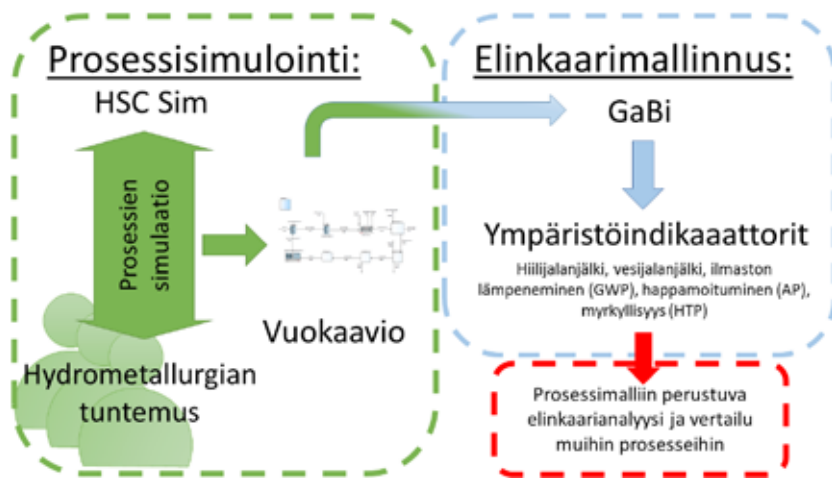 Prosessisimulointi:
HSC Sim
Prosessien
simulaatio
Hydrometallurgian
tuntemus
Vuokaavio
Elinkaarimallinnus:
GaBi
Ympäristöindikaaattorit
Hiilijalanjälki, vesijalanjälki, ilmaston
lämpeneminen (GWP), happamoituminen (AP),
myrkyllisyys (HTP)
Prosessimalliin perustuva
elinkaarianalyysi ja vertailu
muihin prosesseihin